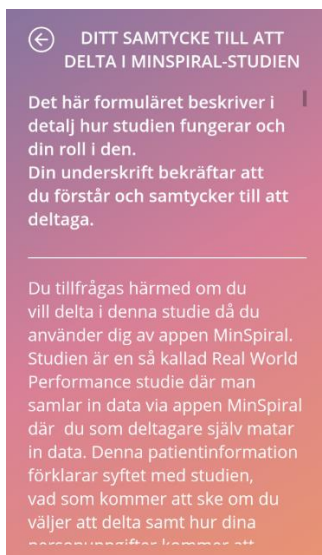 DITT SAMTYCKE TILL ATT
DELTA I MINSPIRAL-STUDIEN
Det här formuläret beskriver i
detalj hur studien fungerar och
din roll i den.
Din underskrift bekräftar att
du förstår och samtycker till att
deltaga.
Du tillfrågas härmed om du
vill delta i denna studie då du
använder dig av appen MinSpiral.
Studien är en så kallad Real World
Performance studie där man
samlar in data via appen MinSpiral
där du som deltagare själv matar
in data. Denna patientinformation
förklarar syftet med studien,
vad som kommer att ske om du
väljer att delta samt hur dina
personuppgifter kommer att